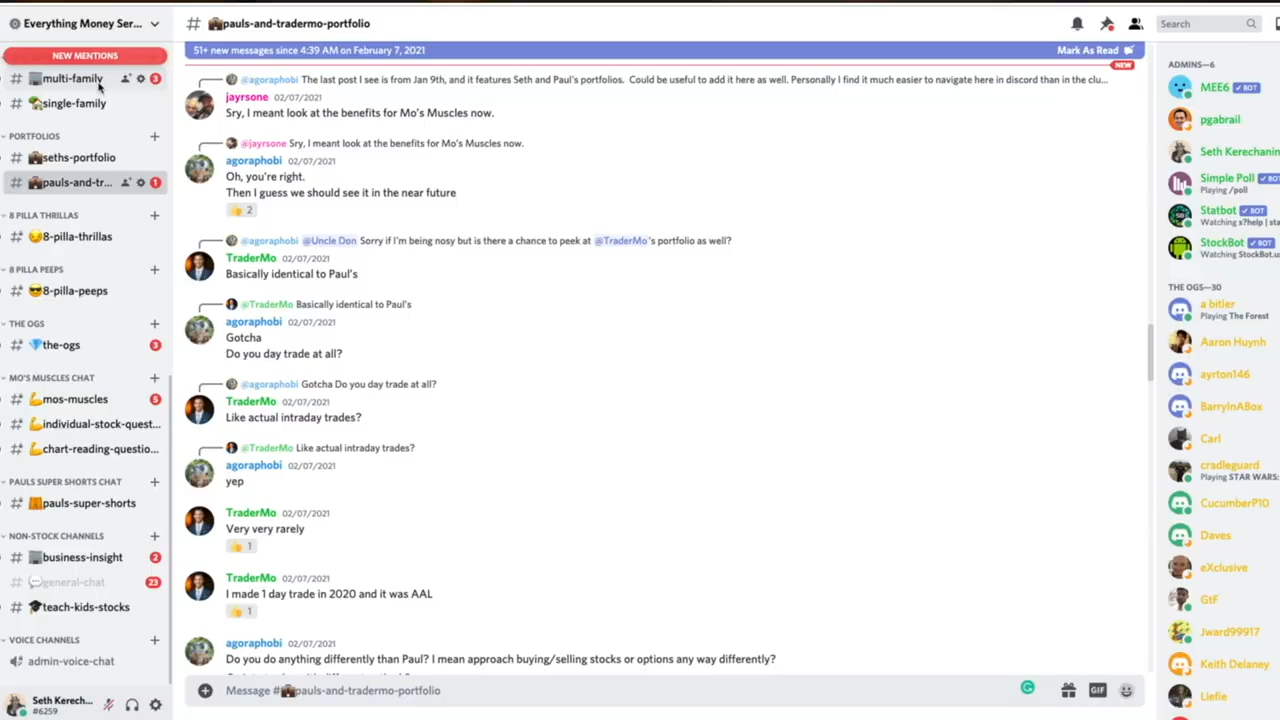 Everything Money Ser...
NEW MENTIONS
multi-family
3
single-family
PORTFOLIOS
seths-portfolio
pauls-and-tr...
1
8 PILLA THRILLAS
8-pilla-thrillas
8 PILLA PEEPS
8-pilla-peeps
THE OGS
the-ogs
3
MO'S MUSCLES CHAT
mos-muscles
5
individual-stock-quest...
chart-reading-questio...
PAULS SUPER SHORTS CHAT
pauls-super-shorts
NON-STOCK CHANNELS
business-insight
2
general-chat
23
teach-kids-stocks
VOICE CHANNELS
admin-voice-chat
Seth Kerech...
#6259
pauls-and-tradermo-portfolio
Search
51+ new messages since 4:39 AM on February 7, 2021
Mark As Read
NEW
@agoraphobi The last post I see is from Jan 9th, and it features Seth and Paul's portfolios. Could be useful to add it here as well. Personally I find it much easier to navigate here in discord than in the clu...
jayrsone 02/07/2021
Sry, I meant look at the benefits for Mo's Muscles now.
@jayrsone Sry, I meant look at the benefits for Mo's Muscles now.
agoraphobi 02/07/2021
Oh, you're right.
Then I guess we should see it in the near future
2
@agoraphobi @Uncle Don Sorry if I'm being nosy but is there a chance to peek at @TraderMo's portfolio as well?
TraderMo 02/07/2021
Basically identical to Paul's
@TraderMo Basically identical to Paul's
agoraphobi 02/07/2021
Gotcha
Do you day trade at all?
@agoraphobi Gotcha Do you day trade at all?
TraderMo 02/07/2021
Like actual intraday trades?
@TraderMo Like actual intraday trades?
agoraphobi 02/07/2021
yep
TraderMo 02/07/2021
Very very rarely
1
TraderMo 02/07/2021
I made 1 day trade in 2020 and it was AAL
1
agoraphobi 02/07/2021
Do you do anything differently than Paul? I mean approach buying/selling stocks or options any way differently?
Message #pauls-and-tradermo-portfolio
GIF
ADMINS—6
MEE6 BOT
pgabrail
Seth Kerechanin
Simple Poll BOT
Playing /poll
Statbot BOT
Watching s?help | sta
StockBot BOT
Watching StockBot.u
THE OGS—30
a bitler
Playing The Forest
Aaron Huynh
ayrton146
BarryInABox
Carl
cradleguard
Playing STAR WARS:
CucumberP10
Daves
eXclusive
GtF
Jward99917
Keith Delaney
Liefie